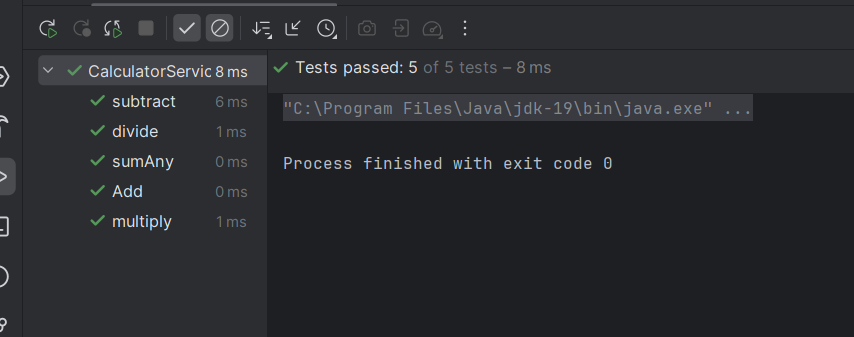 CalculatorServic 8 ms
subtract 6 ms
divide 1 ms
sumAny 0 ms
Add 0 ms
multiply 1 ms
Tests passed: 5 of 5 tests – 8 ms
"C:\Program Files\Java\jdk-19\bin\java.exe" ...
Process finished with exit code 0